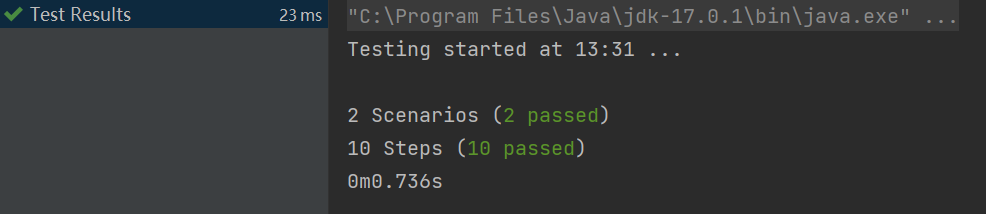 Test Results 23 ms
"C:\Program Files\Java\jdk-17.0.1\bin\java.exe" ...
Testing started at 13:31 ...
2 Scenarios (2 passed)
10 Steps (10 passed)
0m0.736s